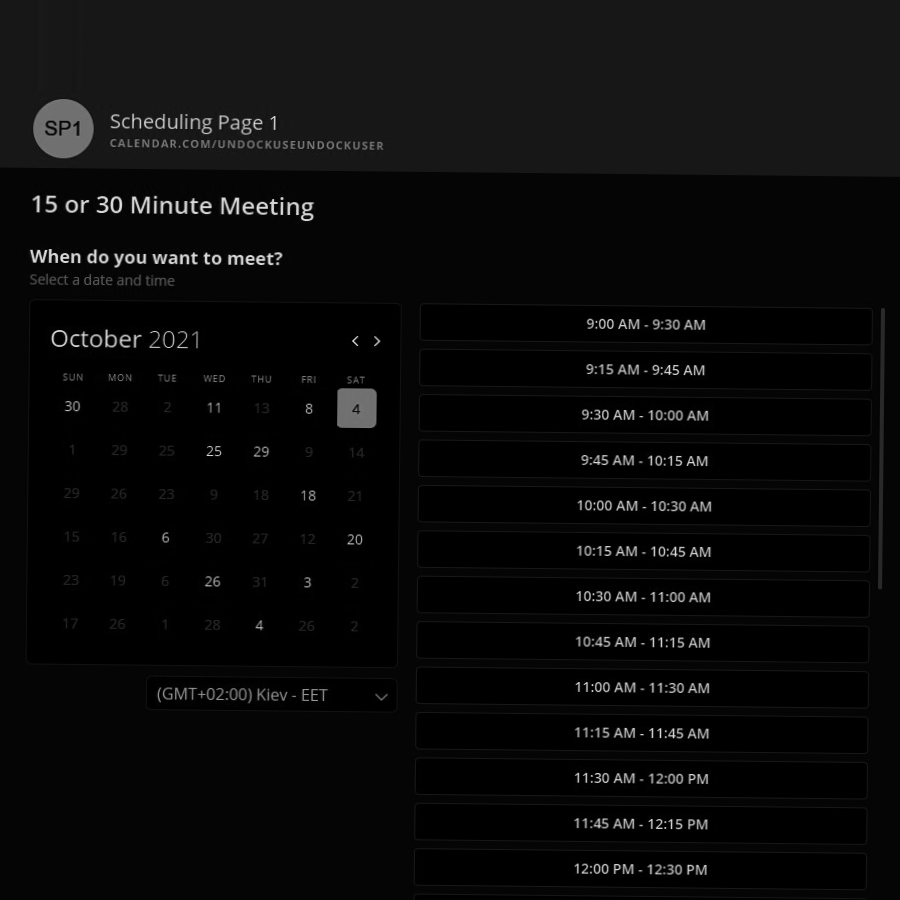 SP1
Scheduling Page 1
CALENDAR.COM/UNDOCKUSEUNDOCKUSER
15 or 30 Minute Meeting
When do you want to meet?
Select a date and time
October 2021
SUN MON TUE WED THU FRI SAT
30 28 2 11 13 8 4
1 29 25 25 29 9 14
29 26 23 9 18 18 21
15 16 6 30 27 12 20
23 19 6 26 31 3 2
17 26 1 28 4 26 2
(GMT+02:00) Kiev - EET
9:00 AM - 9:30 AM
9:15 AM - 9:45 AM
9:30 AM - 10:00 AM
9:45 AM - 10:15 AM
10:00 AM - 10:30 AM
10:15 AM - 10:45 AM
10:30 AM - 11:00 AM
10:45 AM - 11:15 AM
11:00 AM - 11:30 AM
11:15 AM - 11:45 AM
11:30 AM - 12:00 PM
11:45 AM - 12:15 PM
12:00 PM - 12:30 PM